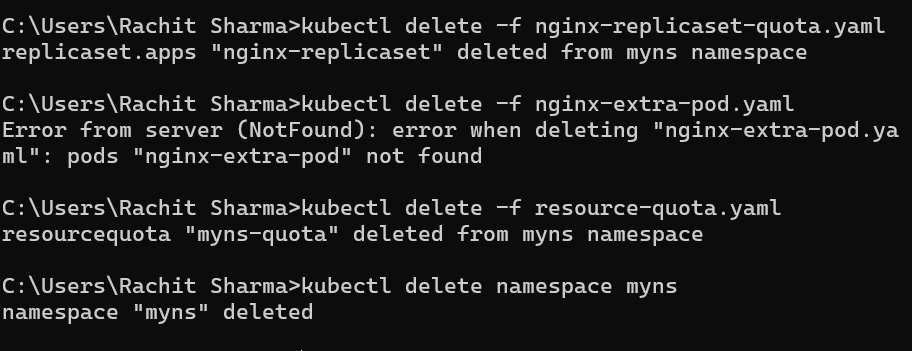 C:\Users\Rachit Sharma>kubectl delete -f nginx-replicaset-quota.yaml
replicaset.apps "nginx-replicaset" deleted from myns namespace
C:\Users\Rachit Sharma>kubectl delete -f nginx-extra-pod.yaml
Error from server (NotFound): error when deleting "nginx-extra-pod.ya
ml": pods "nginx-extra-pod" not found
C:\Users\Rachit Sharma>kubectl delete -f resource-quota.yaml
resourcequota "myns-quota" deleted from myns namespace
C:\Users\Rachit Sharma>kubectl delete namespace myns
namespace "myns" deleted